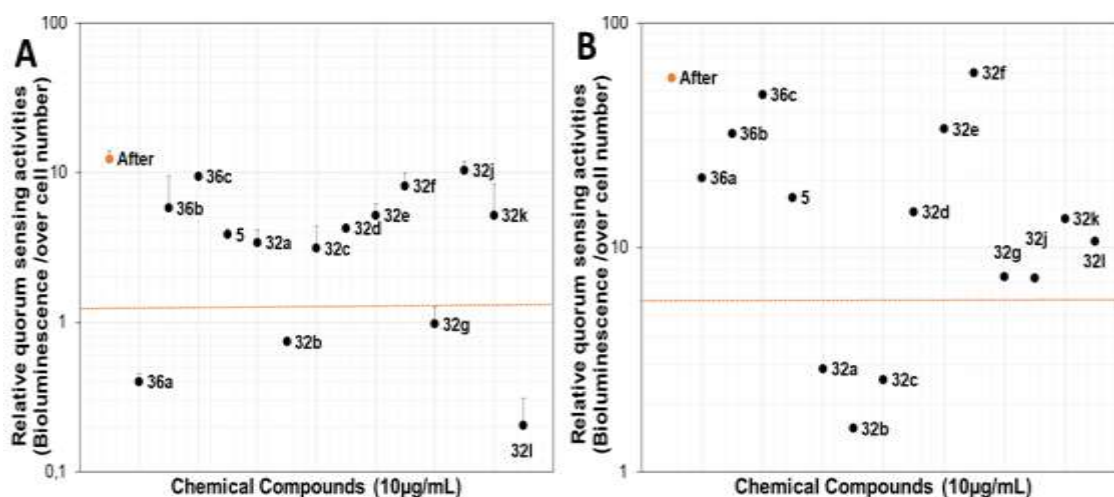 A
Relative quorum sensing activities
(Bioluminescence /over cell number)
100
10
1
0,1
After
36a
36b
36c
5
32a
32b
32c
32d
32e
32f
32g
32j
32k
32l
Chemical Compounds (10µg/mL)
B
Relative quorum sensing activities
(Bioluminescence /over cell number)
100
10
1
After
36a
36b
36c
5
32a
32b
32c
32d
32e
32f
32g
32j
32k
32l
Chemical Compounds (10µg/mL)